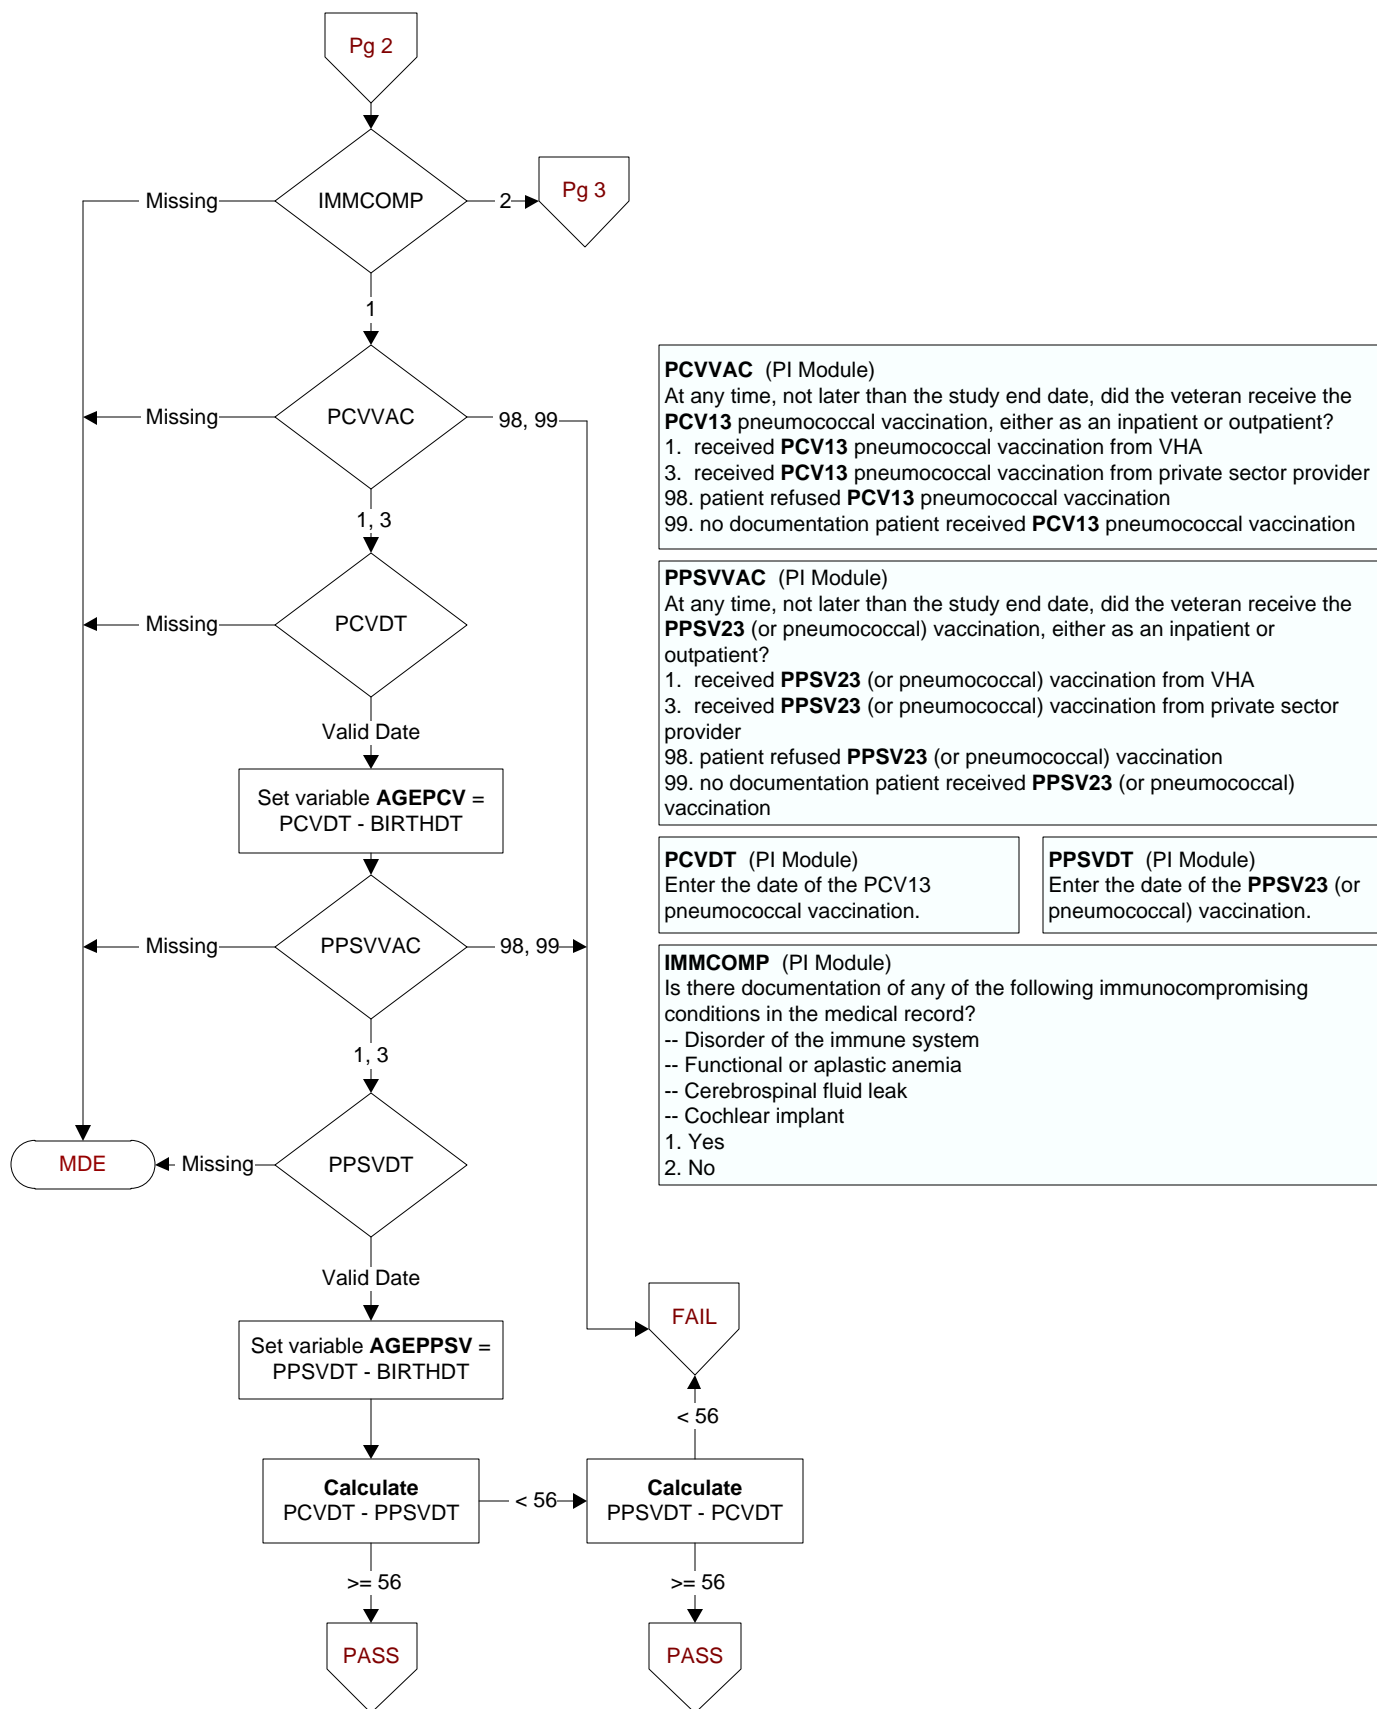 Pg 2
IMMCOMP
Missing
2
Pg 3
1
PCVVAC
Missing
98, 99
1, 3
PCVDT
Missing
Valid Date
Set variable AGEPCV =
PCVDT - BIRTHDT
PPSVVAC
Missing
98, 99
1, 3
PPSVDT
Missing
MDE
Valid Date
Set variable AGEPPSV =
PPSVDT - BIRTHDT
FAIL
< 56
Calculate
PCVDT - PPSVDT
< 56
Calculate
PPSVDT - PCVDT
>= 56
>= 56
PASS
PASS
PCVVAC (PI Module)
At any time, not later than the study end date, did the veteran receive the
PCV13 pneumococcal vaccination, either as an inpatient or outpatient?
1. received PCV13 pneumococcal vaccination from VHA
3. received PCV13 pneumococcal vaccination from private sector provider
98. patient refused PCV13 pneumococcal vaccination
99. no documentation patient received PCV13 pneumococcal vaccination
PPSVVAC (PI Module)
At any time, not later than the study end date, did the veteran receive the
PPSV23 (or pneumococcal) vaccination, either as an inpatient or
outpatient?
1. received PPSV23 (or pneumococcal) vaccination from VHA
3. received PPSV23 (or pneumococcal) vaccination from private sector
provider
98. patient refused PPSV23 (or pneumococcal) vaccination
99. no documentation patient received PPSV23 (or pneumococcal)
vaccination
PCVDT (PI Module)
Enter the date of the PCV13
pneumococcal vaccination.
PPSVDT (PI Module)
Enter the date of the PPSV23 (or
pneumococcal) vaccination.
IMMCOMP (PI Module)
Is there documentation of any of the following immunocompromising
conditions in the medical record?
-- Disorder of the immune system
-- Functional or aplastic anemia
-- Cerebrospinal fluid leak
-- Cochlear implant
1. Yes
2. No